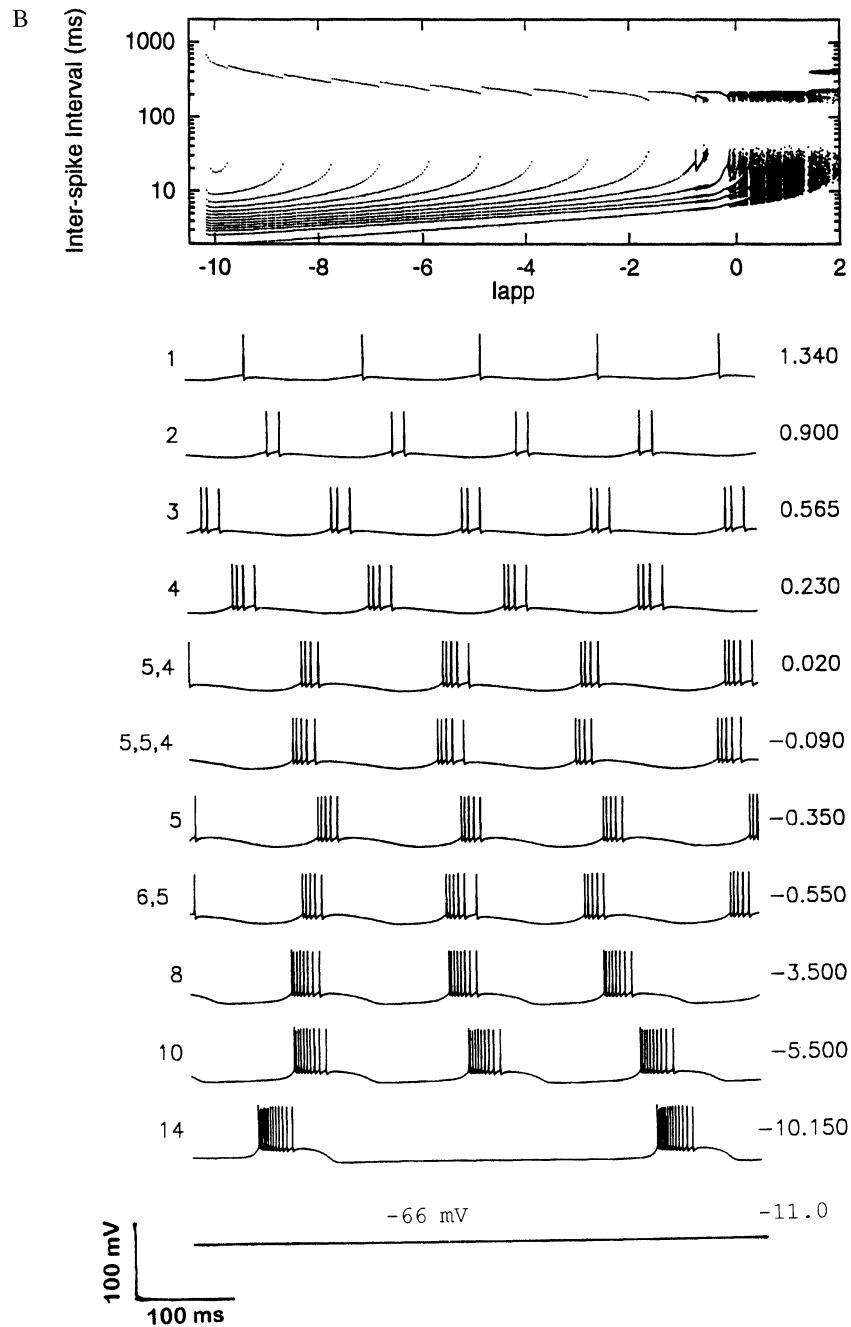 B
Inter-spike Interval (ms)
1000
100
10
-10 -8 -6 -4 -2 0 2
Iapp
1 1.340
2 0.900
3 0.565
4 0.230
5,4 0.020
5,5,4 -0.090
5 -0.350
6,5 -0.550
8 -3.500
10 -5.500
14 -10.150
-66 mV -11.0
100 mV
100 ms